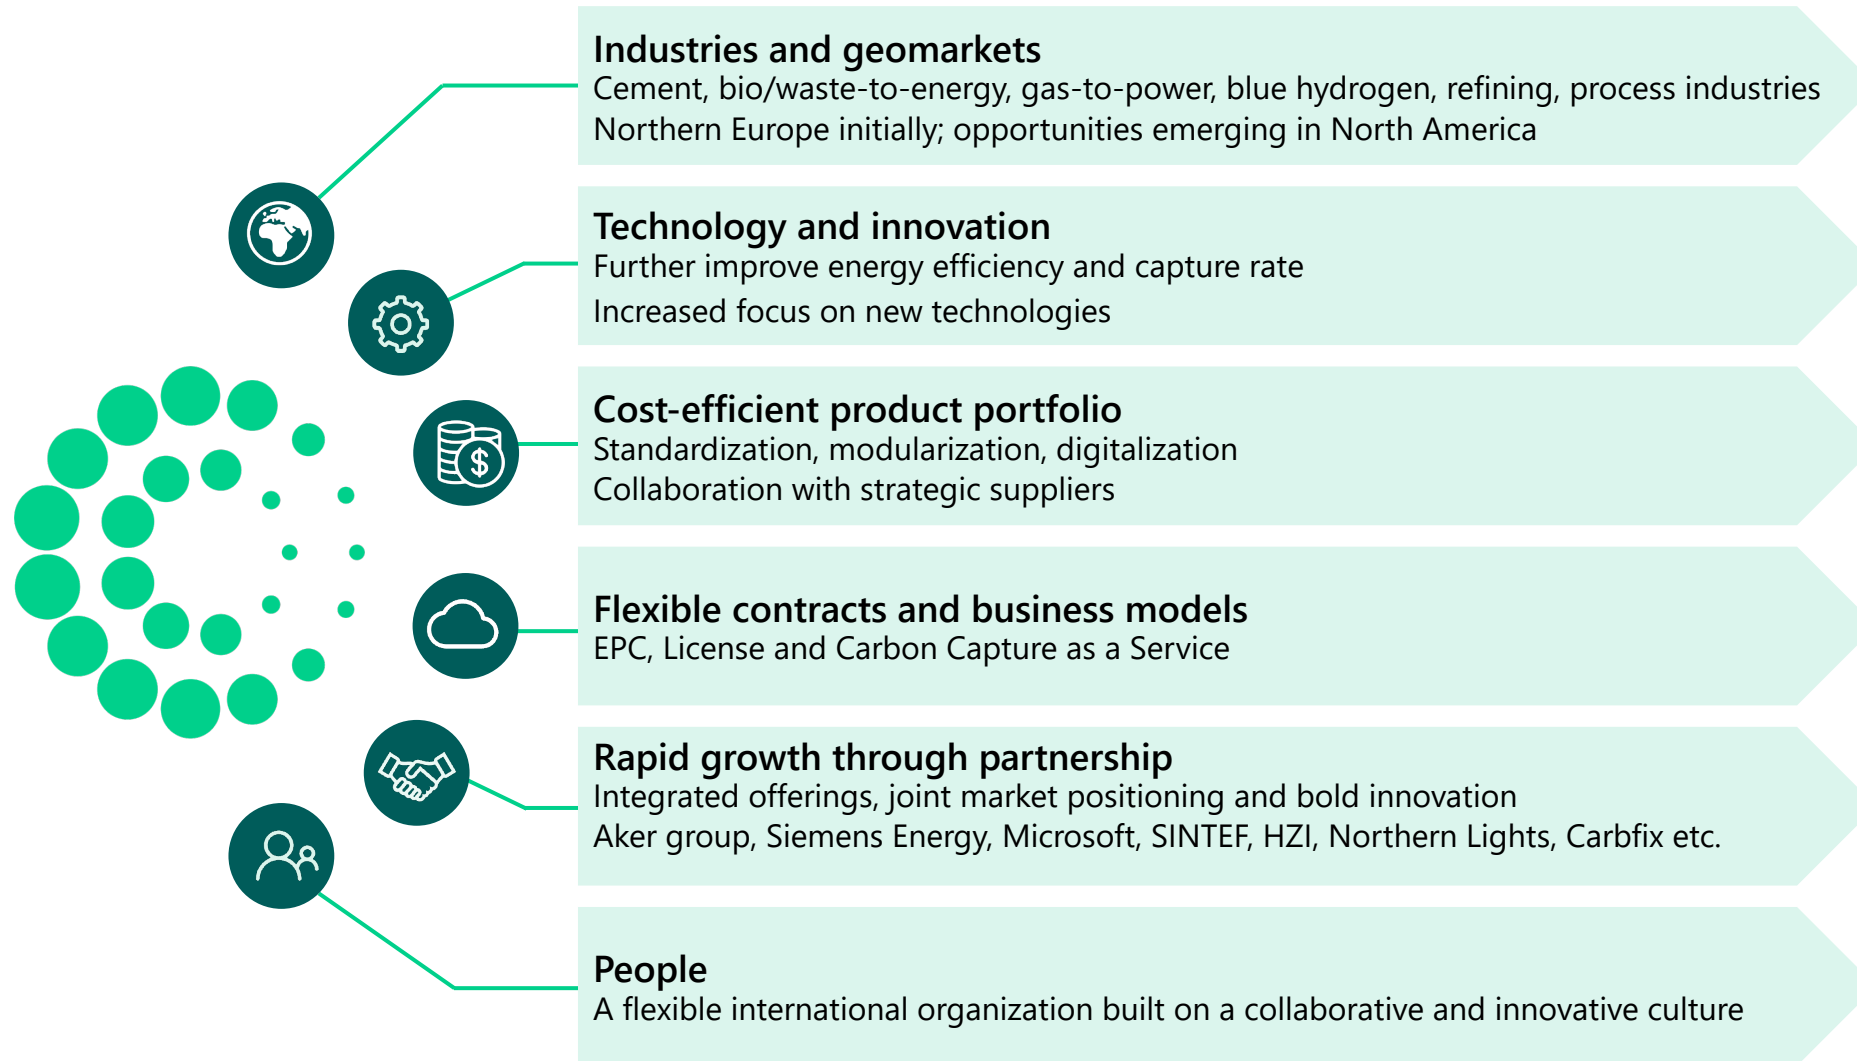 Industries and geomarkets
Cement, bio/waste-to-energy, gas-to-power, blue hydrogen, refining, process industries
Northern Europe initially; opportunities emerging in North America
Technology and innovation
Further improve energy efficiency and capture rate
Increased focus on new technologies
Cost-efficient product portfolio
Standardization, modularization, digitalization
Collaboration with strategic suppliers
$
Flexible contracts and business models
EPC, License and Carbon Capture as a Service
Rapid growth through partnership
Integrated offerings, joint market positioning and bold innovation
Aker group, Siemens Energy, Microsoft, SINTEF, HZI, Northern Lights, Carbfix etc.
People
A flexible international organization built on a collaborative and innovative culture